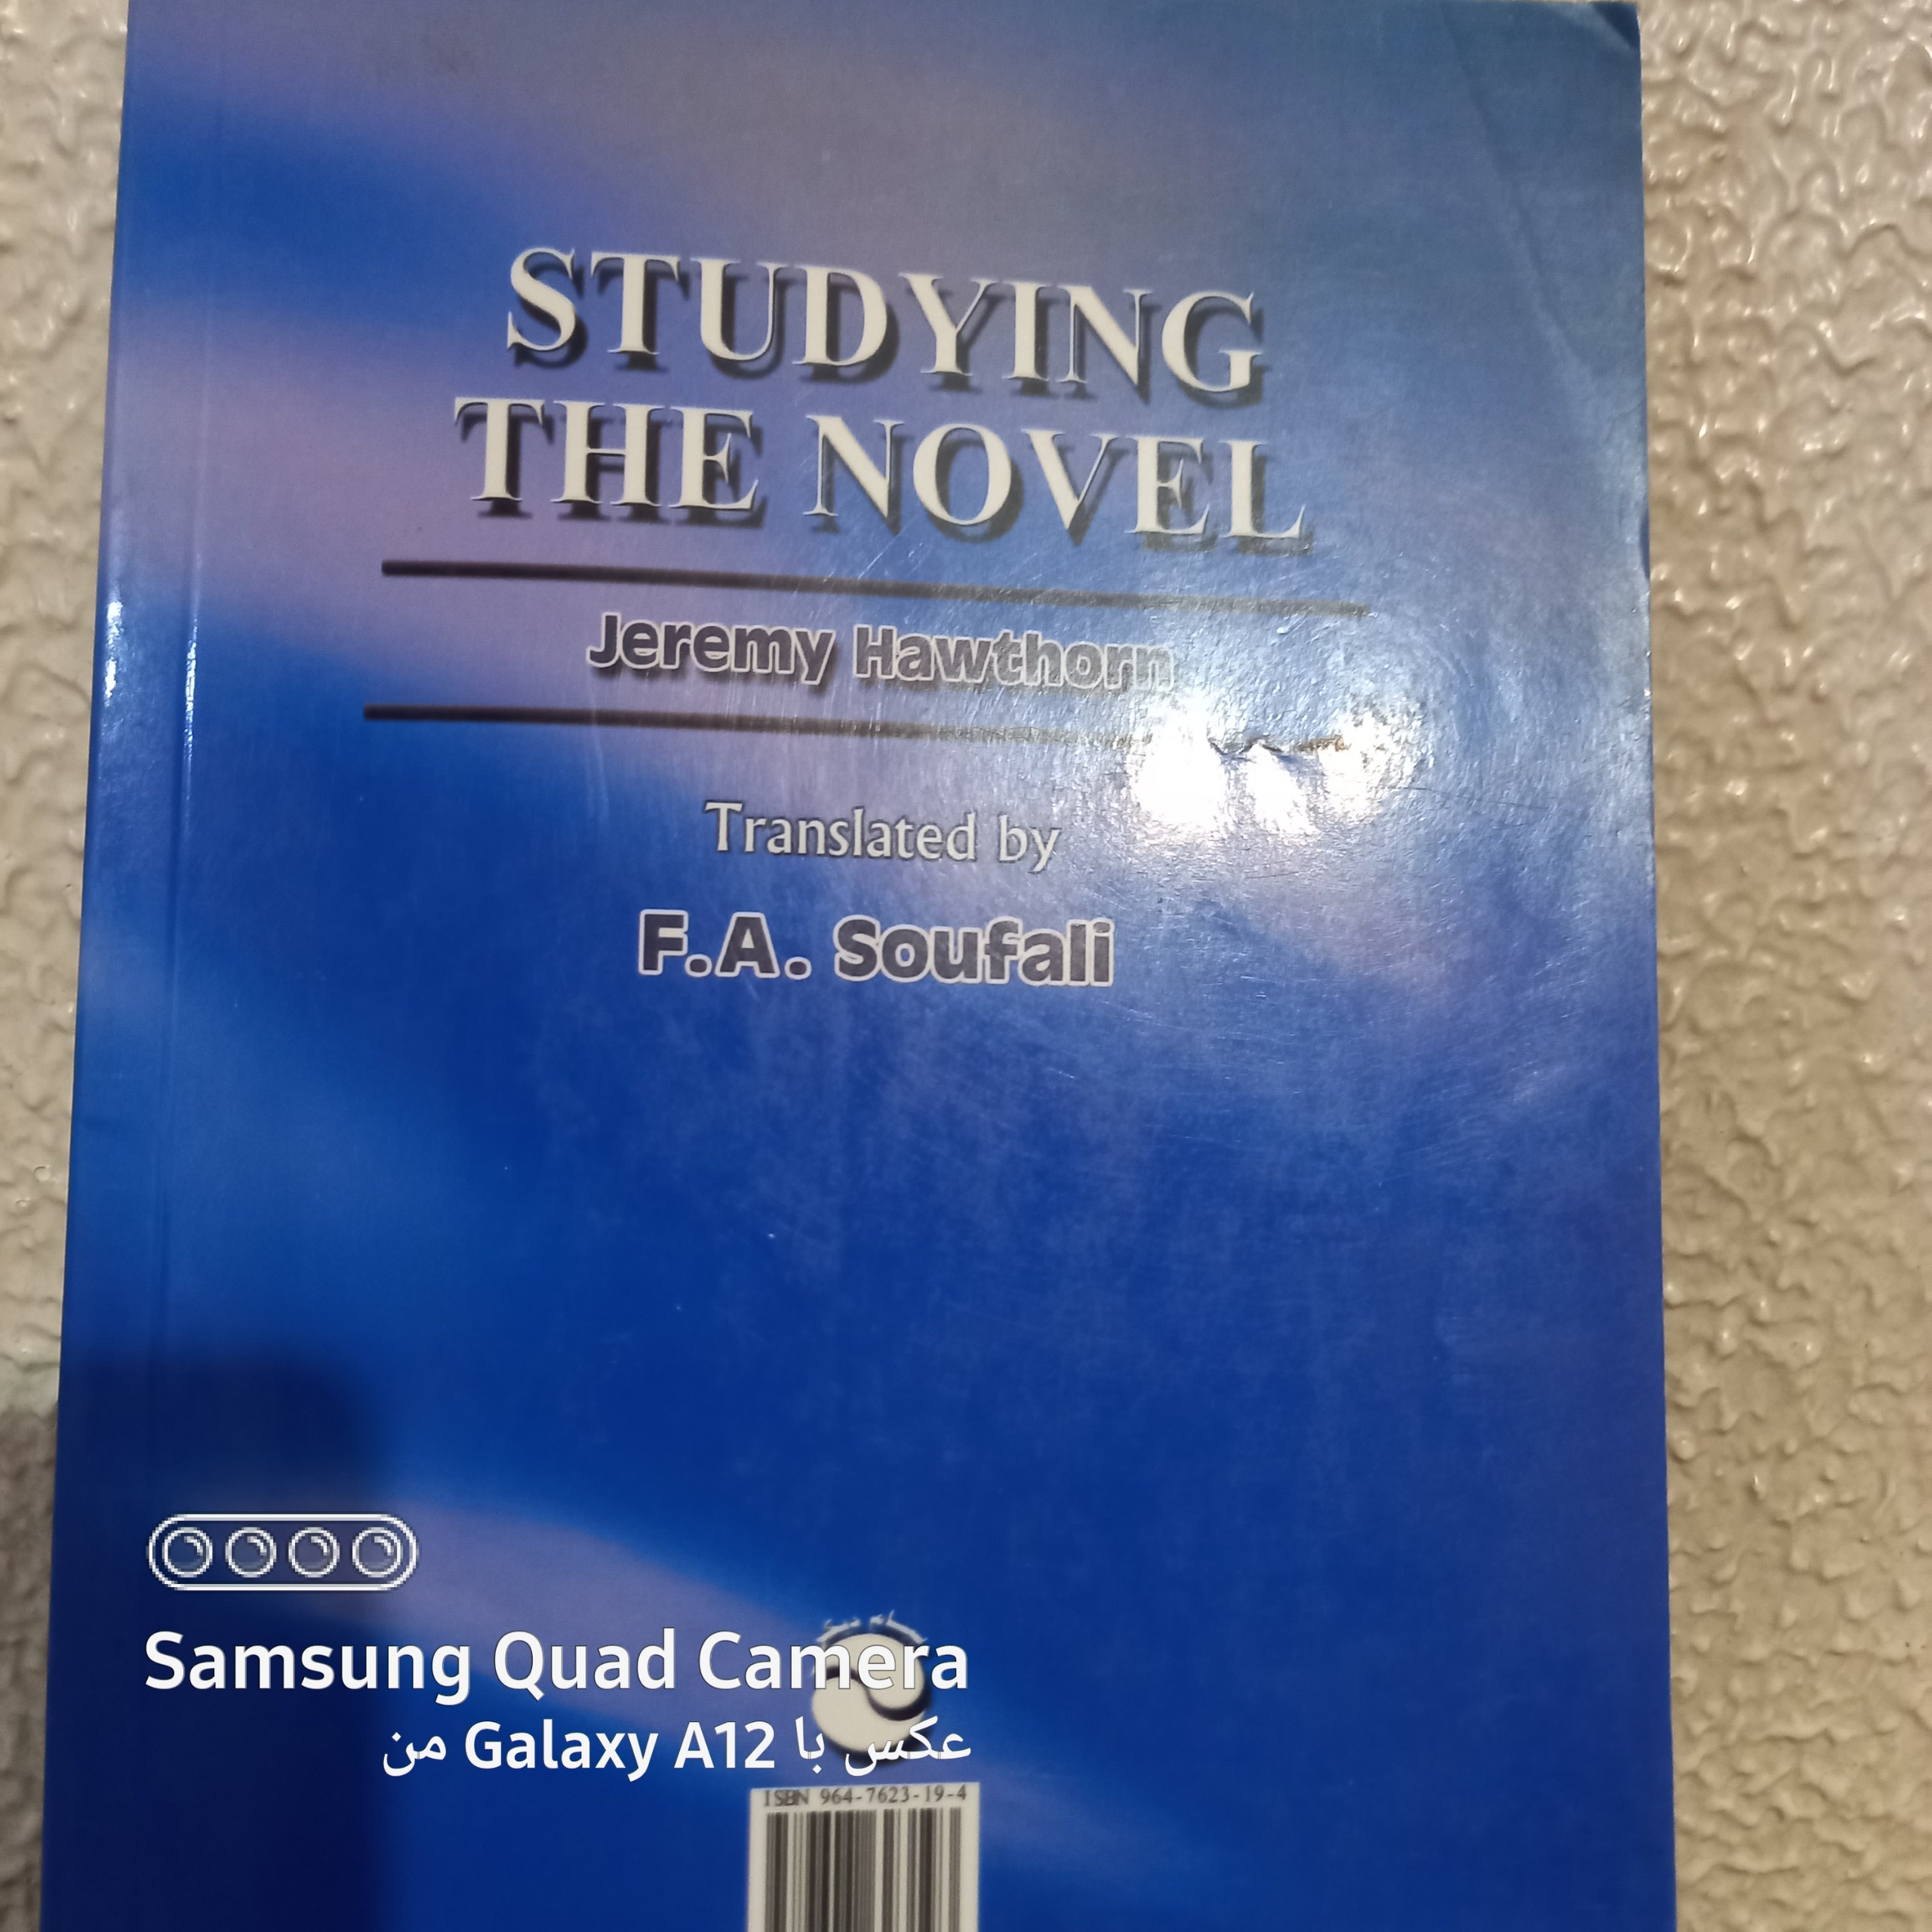 STUDYING
THE NOVEL
Jeremy Hawthorn
Translated by
F.A. Soufali
Samsung Quad Camera
عکس با Galaxy A12 من
ISBN 964-7623-19-4